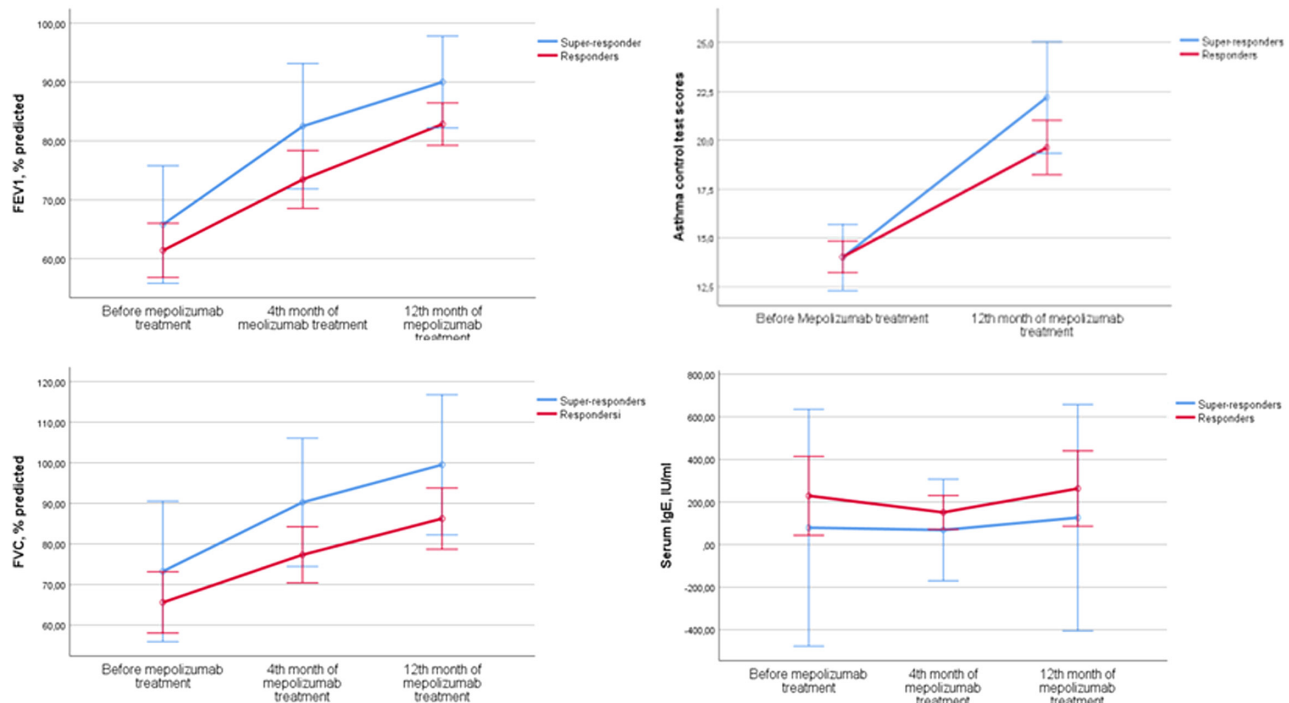 FEV1, % predicted
100,00
90,00
80,00
70,00
60,00
Super-responder
Responders
Before mepolizumab
treatment
4th month of
meolizumab treatment
12th month of
mepolizumab
treatment
Asthma control test scores
25,0
22,5
20,0
17,5
15,0
12,5
Super-responders
Responders
Before Mepolizumab treatment
12th month of mepolizumab
treatment
FVC, % predicted
120,00
110,00
100,00
90,00
80,00
70,00
60,00
Super-responders
Respondersi
Before mepolizumab
treatment
4th month of
mepolizumab
treatment
12th month of
mepolizumab
treatment
Serum IgE, IU/ml
800,00
600,00
400,00
200,00
,00
-200,00
-400,00
Super-responders
Responders
Before mepolizumab
treatment
4th month of
mepolizumab
treatment
12th month of
mepolizumab
treatment